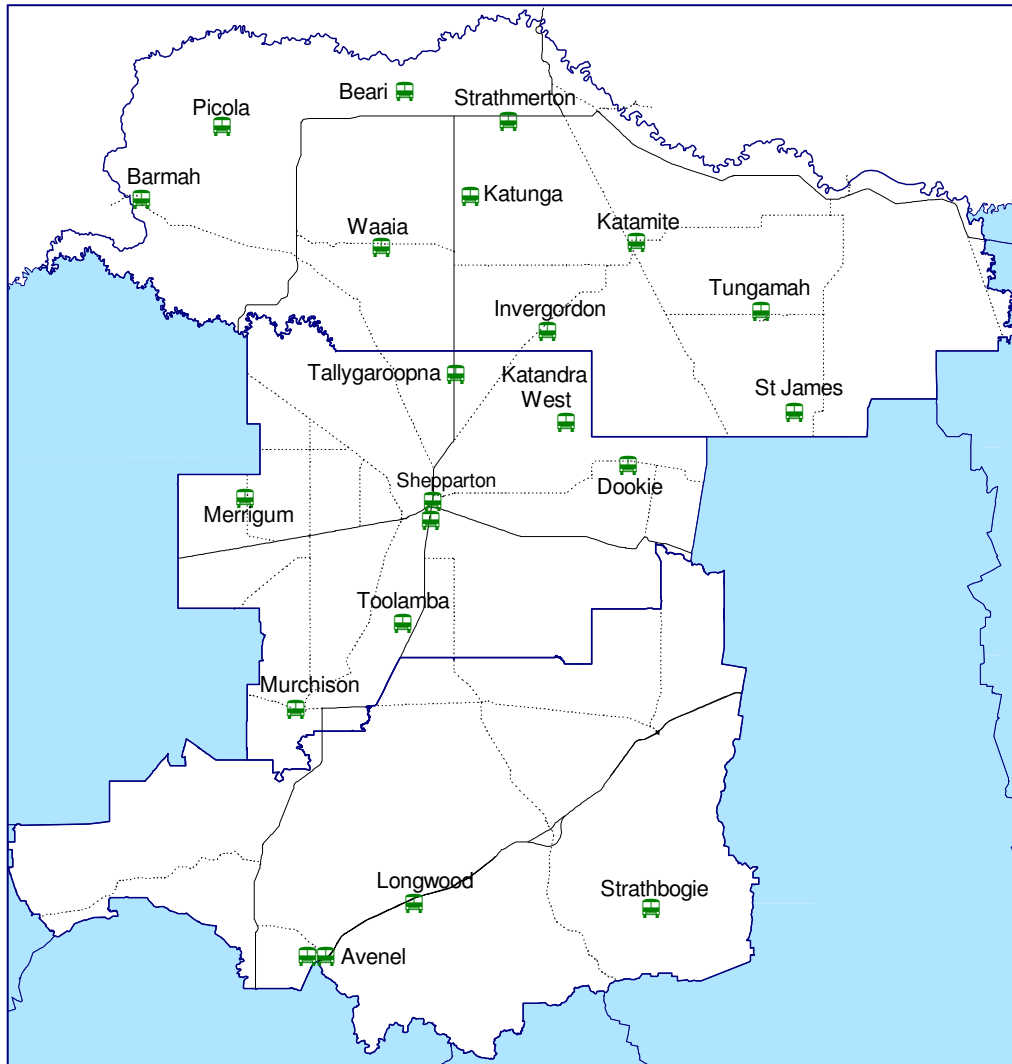 Beari
Strathmerton
Picola
Barmah
Katunga
Waaia
Katamite
Tungamah
Invergordon
Tallygaroopna
Katandra
West
St James
Shepparton
Dookie
Merrigum
Toolamba
Murchison
Longwood
Strathbogie
Avenel